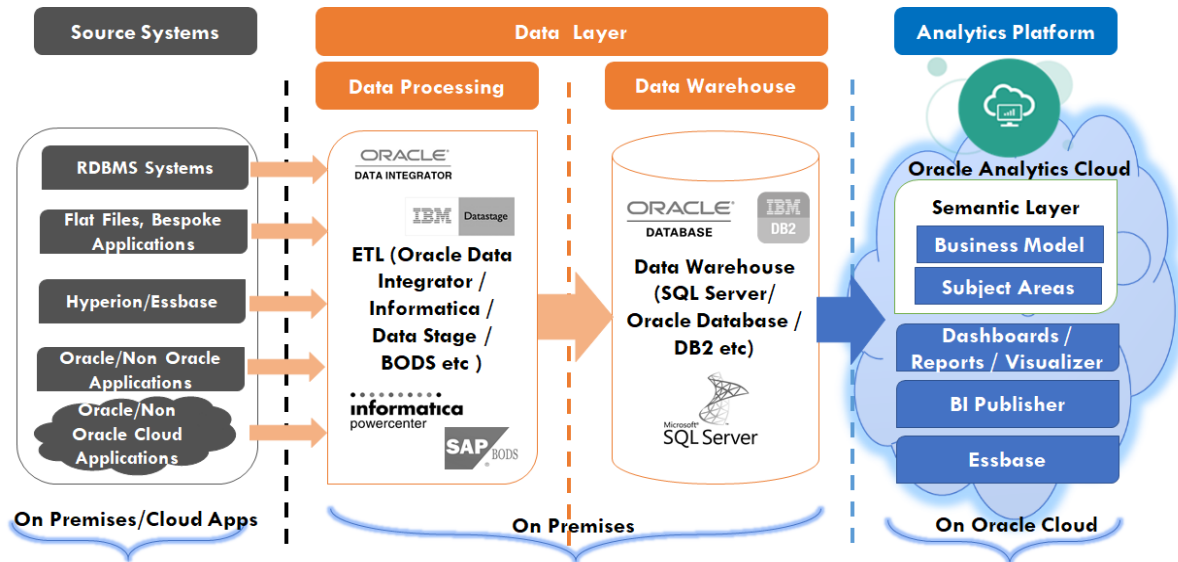 Source Systems
Data Layer
Analytics Platform
Data Processing
Data Warehouse
RDBMS Systems
Flat Files, Bespoke
Applications
Hyperion/Essbase
Oracle/Non Oracle
Applications
Oracle/Non
Oracle Cloud
Applications
On Premises/Cloud Apps
ORACLE®
DATA INTEGRATOR
IBM Datastage
ETL (Oracle Data
Integrator /
Informatica /
Data Stage /
BODS etc )
informatica
powercenter
SAP® BODS
ORACLE®
DATABASE
IBM
DB2
Data Warehouse
(SQL Server/
Oracle Database /
DB2 etc)
Microsoft®
SQL Server
On Premises
Oracle Analytics Cloud
Semantic Layer
Business Model
Subject Areas
Dashboards /
Reports / Visualizer
BI Publisher
Essbase
On Oracle Cloud